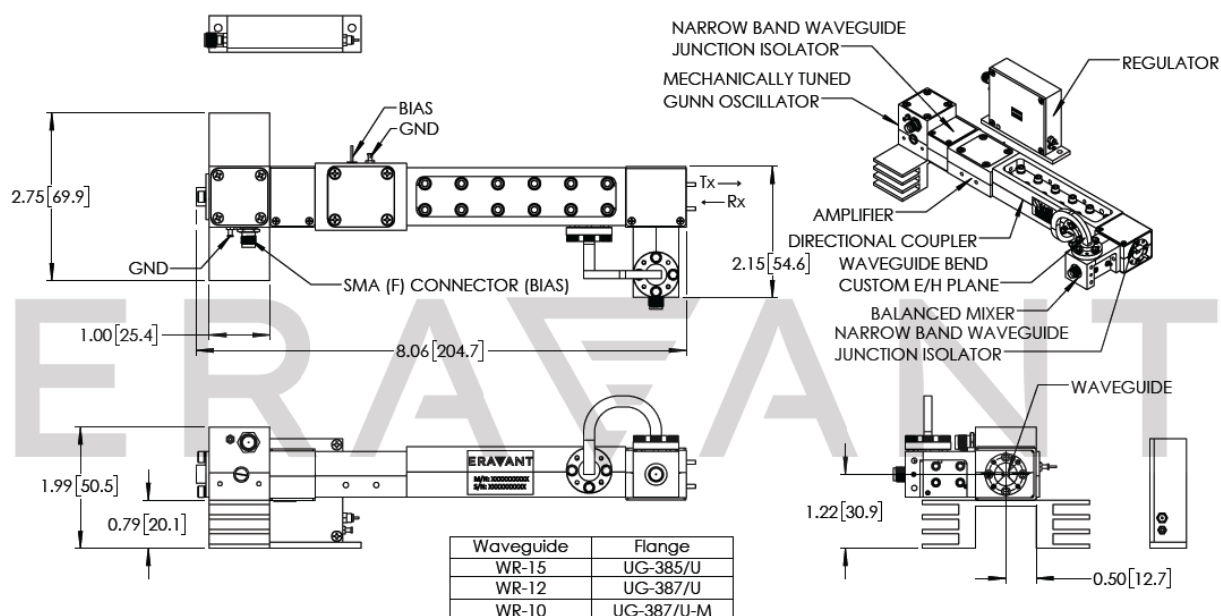 NARROW BAND WAVEGUIDE
JUNCTION ISOLATOR
MECHANICALLY TUNED
GUNN OSCILLATOR
REGULATOR
BIAS
GND
2.75[69.9]
Tx
Rx
AMPLIFIER
DIRECTIONAL COUPLER
2.15[54.6]
WAVEGUIDE BEND
CUSTOM E/H PLANE
GND
SMA (F) CONNECTOR (BIAS)
BALANCED MIXER
NARROW BAND WAVEGUIDE
JUNCTION ISOLATOR
1.00[25.4]
8.06[204.7]
ERAVANT
WAVEGUIDE
ERAVANT
M/N: XXXXXXXXXX
S/N: XXXXXXXXXX
1.99[50.5]
0.79[20.1]
1.22[30.9]
0.50[12.7]
Waveguide Flange
WR-15 UG-385/U
WR-12 UG-387/U
WR-10 UG-387/U-M